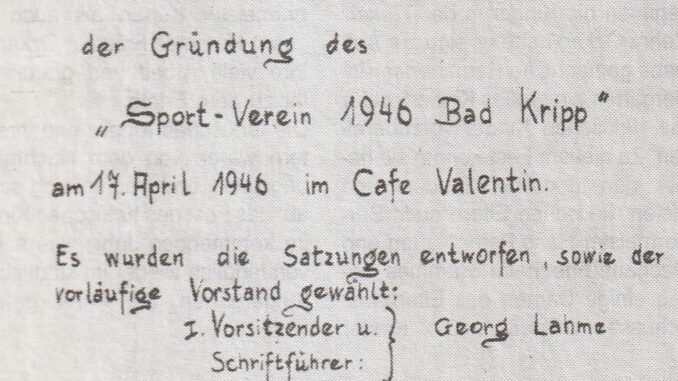 der Gründung des
„Sport-Verein 1946 Bad Kripp"
am 17. April 1946 im Cafe Valentin.
Es wurden die Satzungen entworfen, sowie der
vorläufige Vorstand gewählt:
I. Vorsitzender u. } Georg Lahme
Schriftführer: